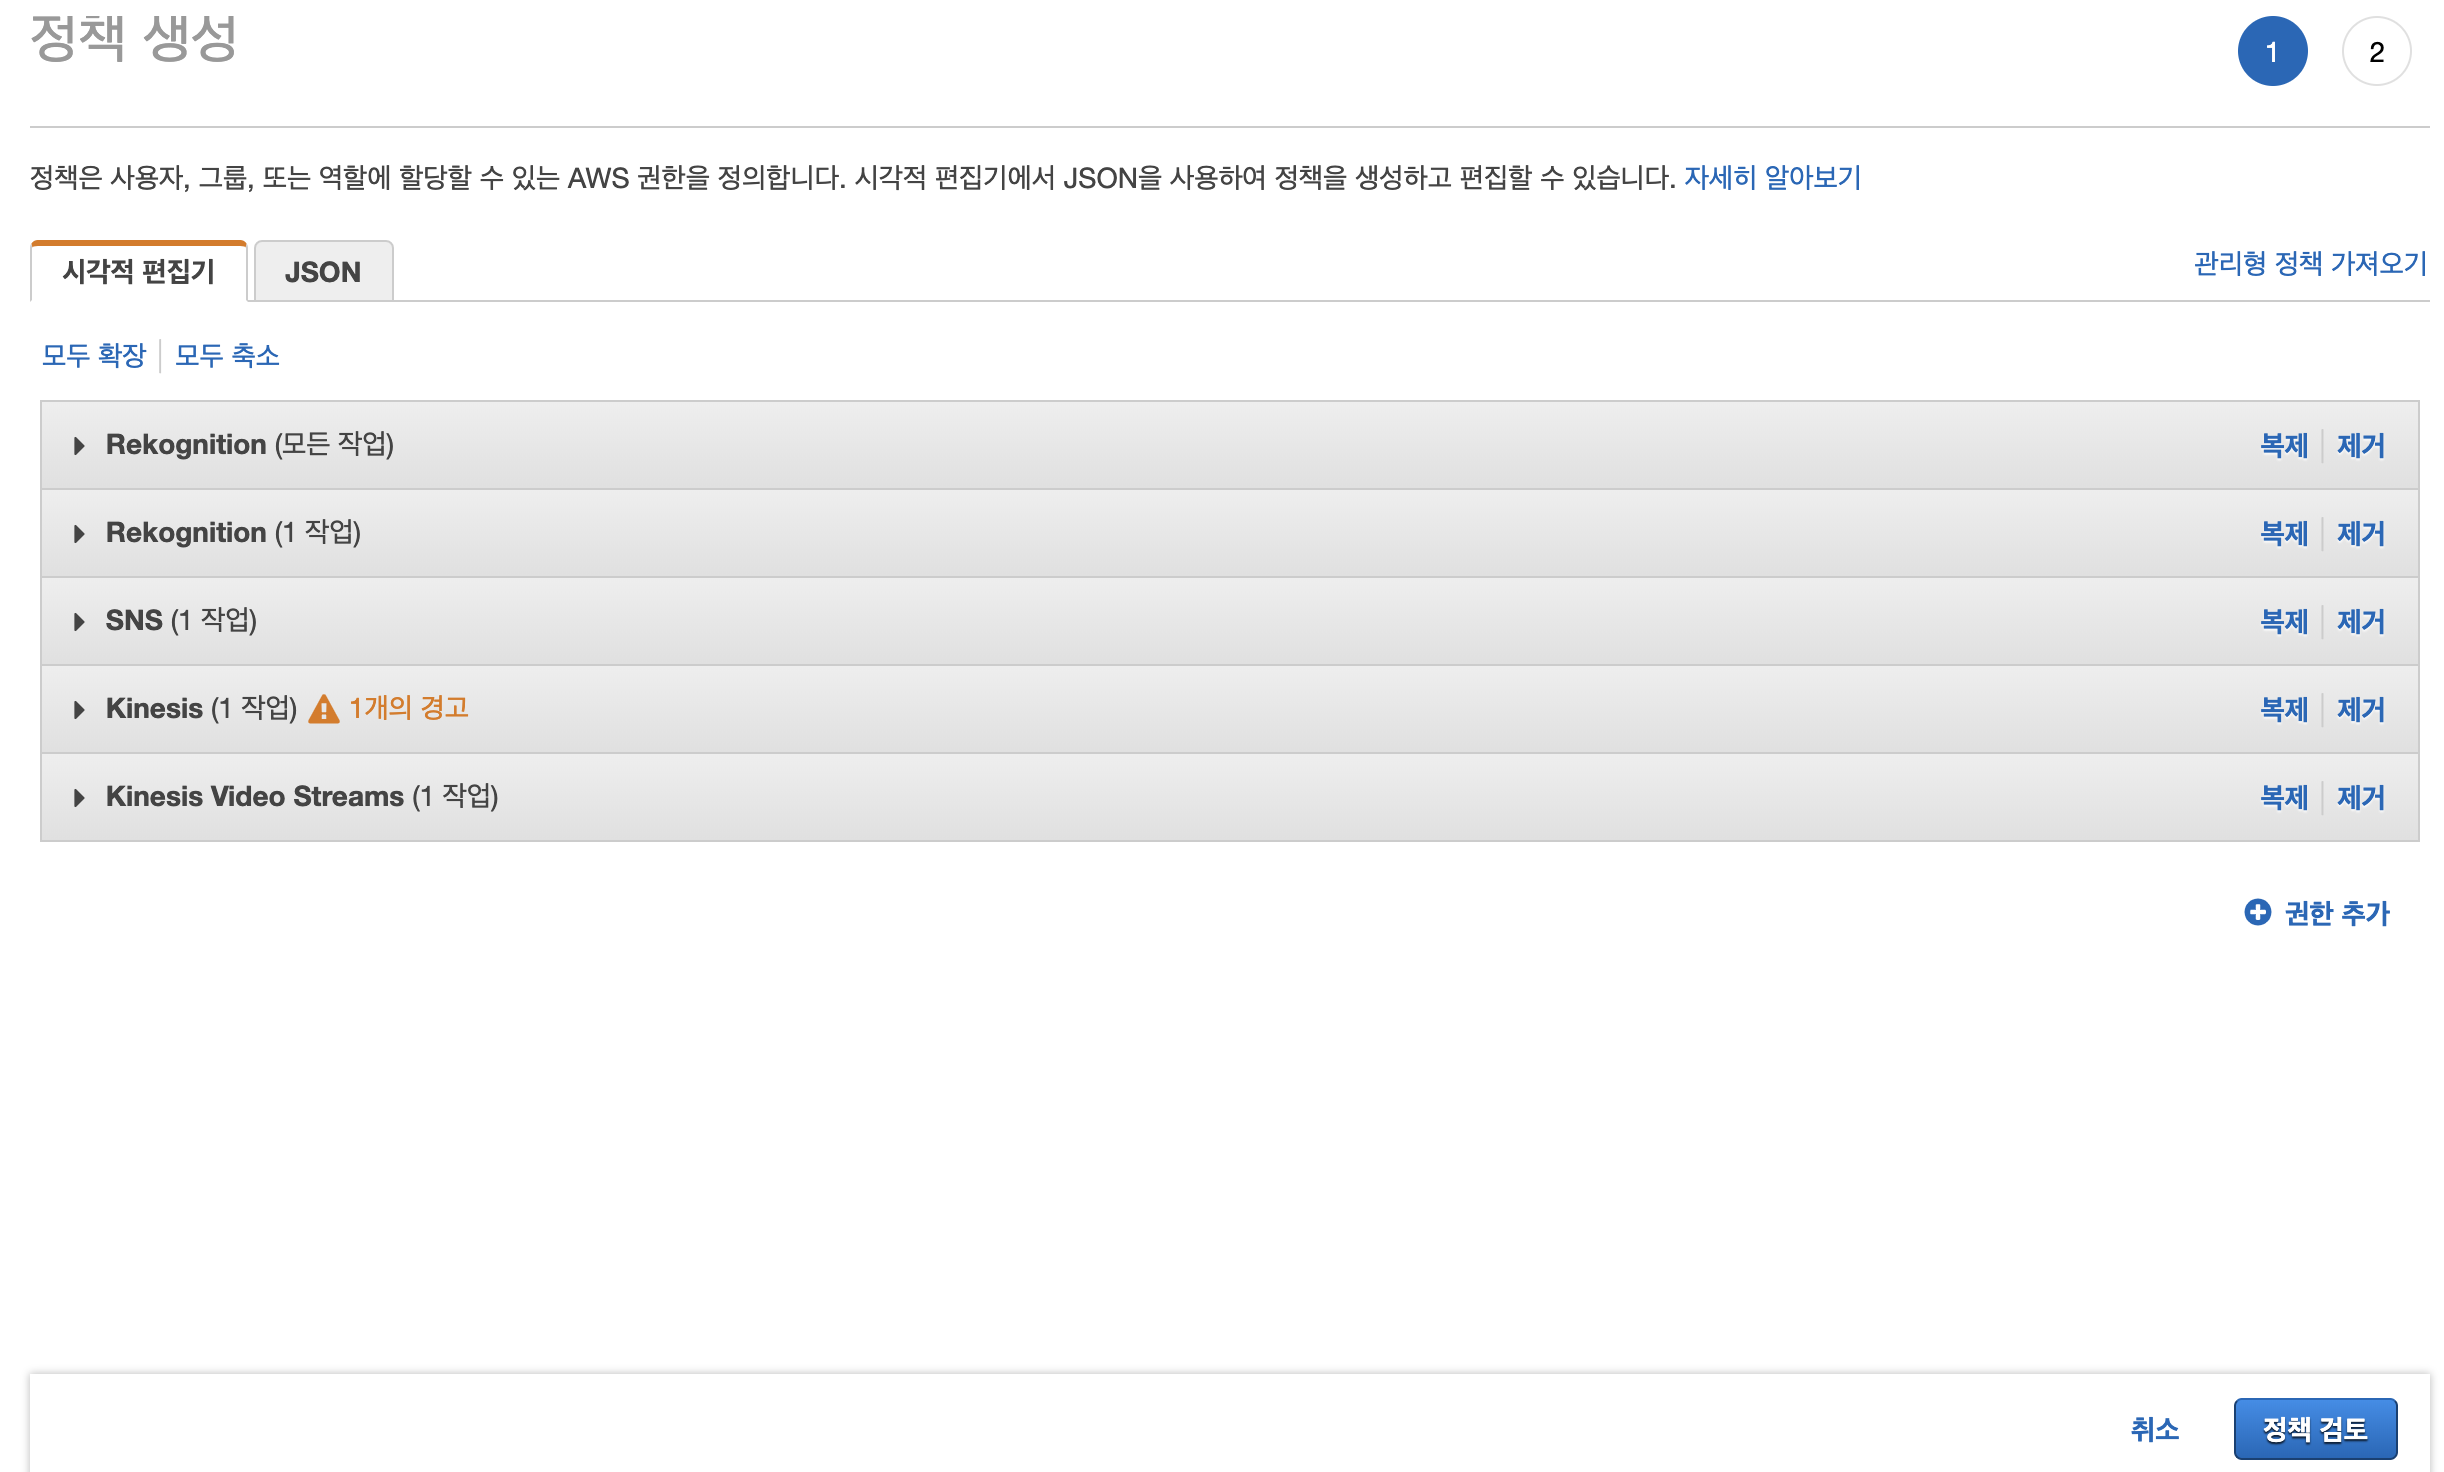 정책 생성
1
2
정책은 사용자, 그룹, 또는 역할에 할당할 수 있는 AWS 권한을 정의합니다. 시각적 편집기에서 JSON을 사용하여 정책을 생성하고 편집할 수 있습니다. 자세히 알아보기
시각적 편집기 JSON 관리형 정책 가져오기
모두 확장 모두 축소
Rekognition (모든 작업) 복제 제거
Rekognition (1 작업) 복제 제거
SNS (1 작업) 복제 제거
Kinesis (1 작업) 1개의 경고 복제 제거
Kinesis Video Streams (1 작업) 복제 제거
권한 추가
취소 정책 검토